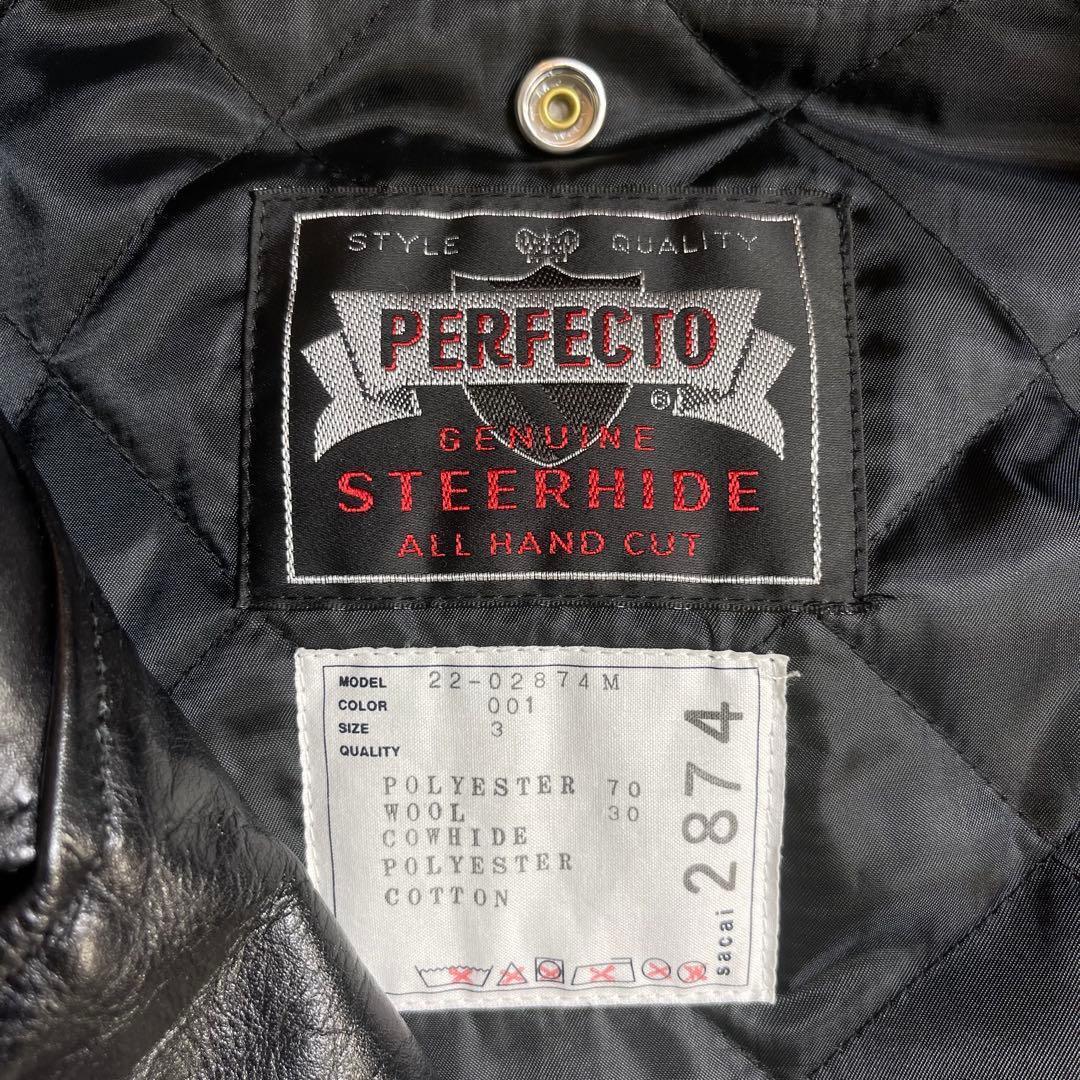 STYLE QUALITY
PERFECTO
®
GENUINE
STEERHIDE
ALL HAND CUT
MODEL 22-02874M
COLOR 001
SIZE 3
QUALITY
POLYESTER 70
WOOL 30
COWHIDE
POLYESTER
COTTON
sacai 2874